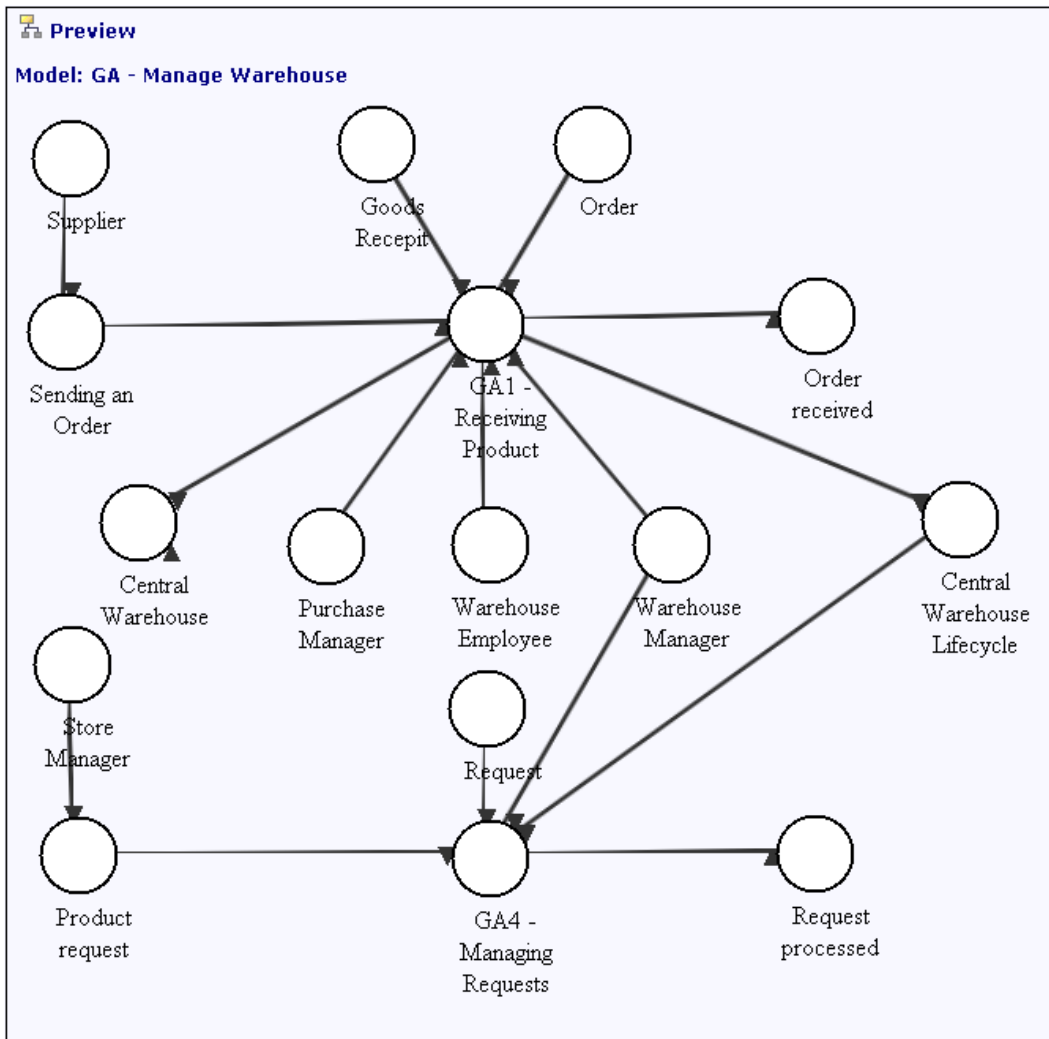 Preview
Model: GA - Manage Warehouse
Supplier
Goods
Recepit
Order
Sending an
Order
GA1 -
Receiving
Product
Order
received
Central
Warehouse
Purchase
Manager
Warehouse
Employee
Warehouse
Manager
Central
Warehouse
Lifecycle
Store
Manager
Request
Product
request
GA4 -
Managing
Requests
Request
processed